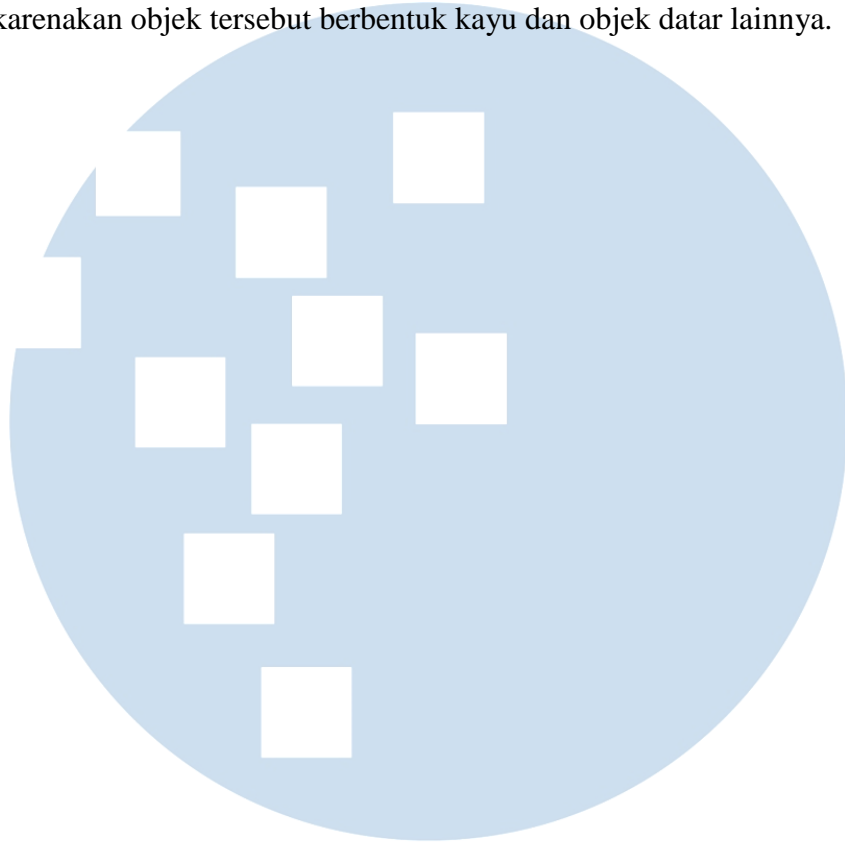 karenakan objek tersebut berbentuk kayu dan objek datar lainnya.